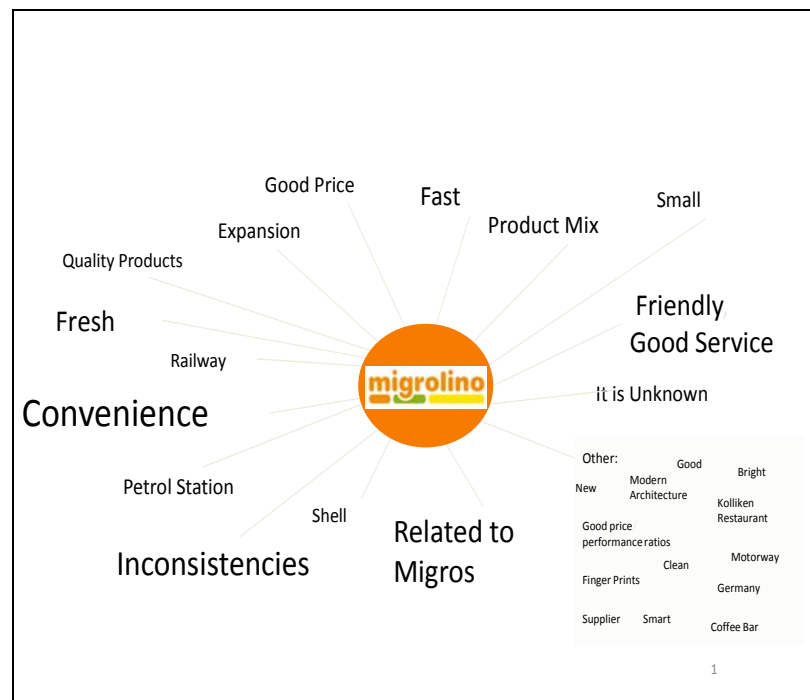 Good Price
Fast
Small
Expansion
Product Mix
Quality Products
Fresh
Friendly
Good Service
Railway
migrolino
It is Unknown
Convenience
Petrol Station
Shell
Related to
Migros
Inconsistencies
Other:
Good
Bright
New
Modern
Architecture
Kolliken
Restaurant
Good price
performance ratios
Motorway
Clean
Finger Prints
Germany
Supplier
Smart
Coffee Bar
1